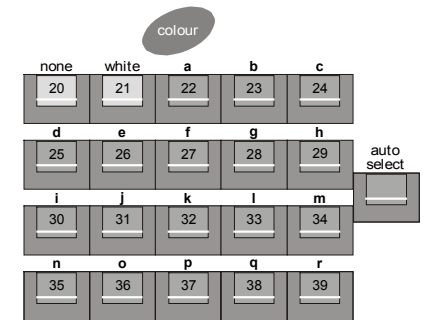 colour
none white a b c
20 21 22 23 24
d e f g h
25 26 27 28 29
auto
select
i j k l m
30 31 32 33 34
n o p q r
35 36 37 38 39